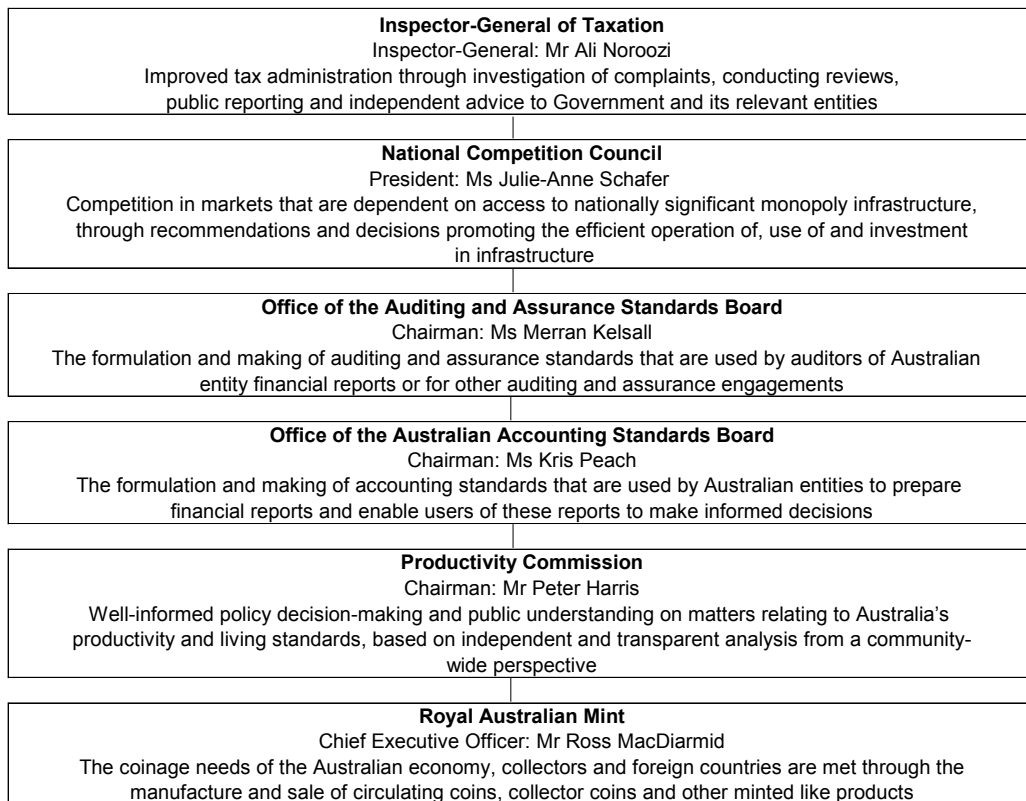 Inspector-General of Taxation
Inspector-General: Mr Ali Noroozi
Improved tax administration through investigation of complaints, conducting reviews,
public reporting and independent advice to Government and its relevant entities
National Competition Council
President: Ms Julie-Anne Schafer
Competition in markets that are dependent on access to nationally significant monopoly infrastructure,
through recommendations and decisions promoting the efficient operation of, use of and investment
in infrastructure
Office of the Auditing and Assurance Standards Board
Chairman: Ms Merran Kelsall
The formulation and making of auditing and assurance standards that are used by auditors of Australian
entity financial reports or for other auditing and assurance engagements
Office of the Australian Accounting Standards Board
Chairman: Ms Kris Peach
The formulation and making of accounting standards that are used by Australian entities to prepare
financial reports and enable users of these reports to make informed decisions
Productivity Commission
Chairman: Mr Peter Harris
Well-informed policy decision-making and public understanding on matters relating to Australia’s
productivity and living standards, based on independent and transparent analysis from a community-
wide perspective
Royal Australian Mint
Chief Executive Officer: Mr Ross MacDiarmid
The coinage needs of the Australian economy, collectors and foreign countries are met through the
manufacture and sale of circulating coins, collector coins and other minted like products